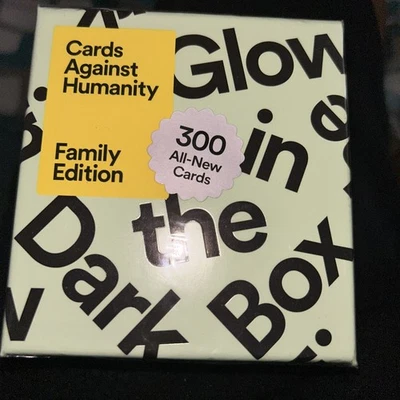 Cards
Against
Humanity
Family
Edition
300
All-New
Cards
Glow
in
the
Dark
Box